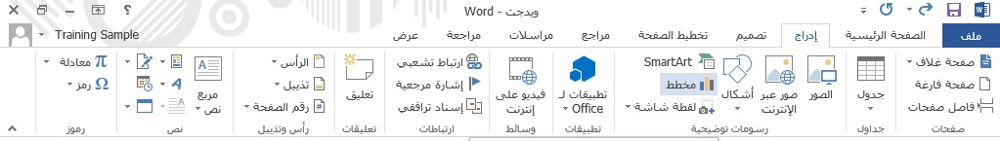 ويدجت - Word
Training Sample
ملف الصفحة الرئيسية إدراج تصميم تخطيط الصفحة مراجع مراسلات مراجعة عرض
صفحة غلاف
صفحة فارغة
فاصل صفحات
صفحات
جدول
جداول
الصور
صور عبر الإنترنت
أشكال
SmartArt
مخطط
لقطة شاشة
رسومات توضيحية
تطبيقات لـ
Office
تطبيقات
فيديو على
إنترنت
وسائط
ارتباط تشعبي
إشارة مرجعية
إسناد ترافقي
ارتباطات
تعليق
تعليقات
الرأس
تذييل
رقم الصفحة
رأس وتذييل
مربع
نص
نص
معادلة
رمز
رموز